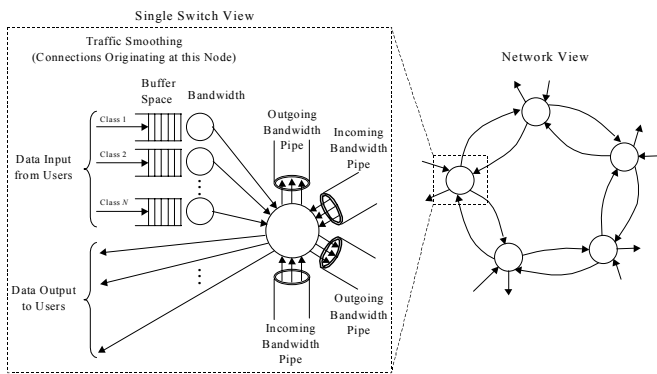 Single Switch View
Traffic Smoothing
(Connections Originating at this Node)
Network View
Buffer
Space
Bandwidth
Outgoing
Bandwidth
Pipe
Incoming
Bandwidth
Pipe
Class 1
Class 2
Class N
Data Input
from Users
Data Output
to Users
Incoming
Bandwidth
Pipe
Outgoing
Bandwidth
Pipe